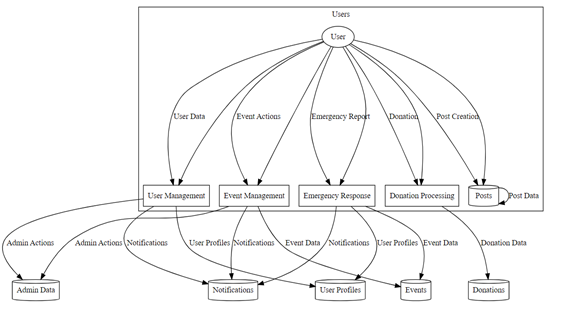 Users
User
User Data
Event Actions
Emergency Report
Donation
Post Creation
User Management
Event Management
Emergency Response
Donation Processing
Posts
Post Data
Admin Actions
Admin Actions
Notifications
User Profiles
Notifications
Event Data
Notifications
User Profiles
Event Data
Donation Data
Admin Data
Notifications
User Profiles
Events
Donations